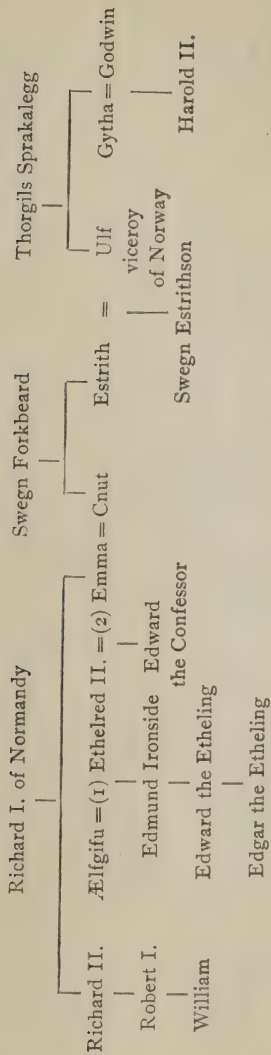 Richard I. of Normandy Swegn Forkbeard Thorgils Sprakalegg
Richard II. Ælfgifu = (1) Ethelred II. = (2) Emma = Cnut Estrith = Ulf Gytha = Godwin
viceroy
of Norway
Robert I. Edmund Ironside Edward
the Confessor
Swegn Estrithson Harold II.
William Edward the Etheling
Edgar the Etheling